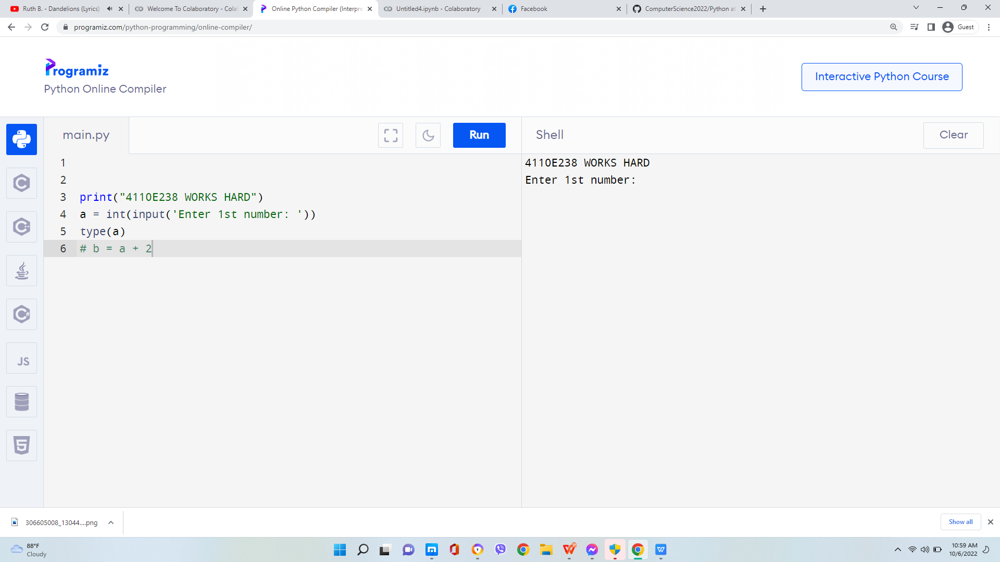 Ruth B. - Dandelions (Lyrics)
Welcome To Colaboratory - Colab
Online Python Compiler (Interpre
Untitled4.ipynb - Colaboratory
Facebook
ComputerScience2022/Python at
programiz.com/python-programming/online-compiler/
Guest
Programiz
Python Online Compiler
Interactive Python Course
main.py
Run
Shell
Clear
1
2
3 print("4110E238 WORKS HARD")
4 a = int(input('Enter 1st number: '))
5 type(a)
6 # b = a + 2
4110E238 WORKS HARD
Enter 1st number:
C
C++
C#
JS
5
306605008_13044....png
Show all
88°F
Cloudy
10:59 AM
10/6/2022